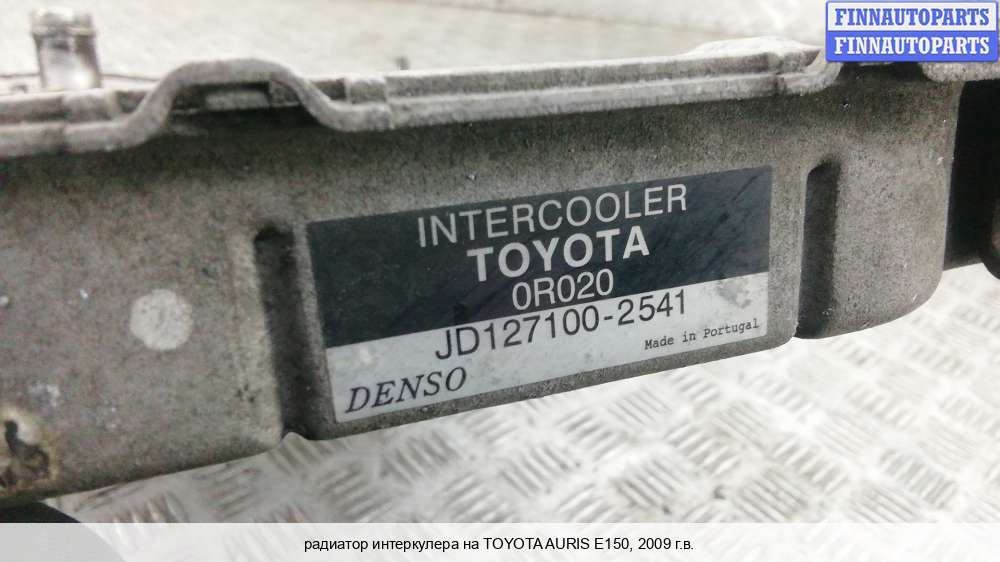 FINNAUTOPARTS
FINNAUTOPARTS
INTERCOOLER
TOYOTA
0R020
JD127100-2541
Made in Portugal
DENSO
радиатор интеркулера на TOYOTA AURIS E150, 2009 г.в.